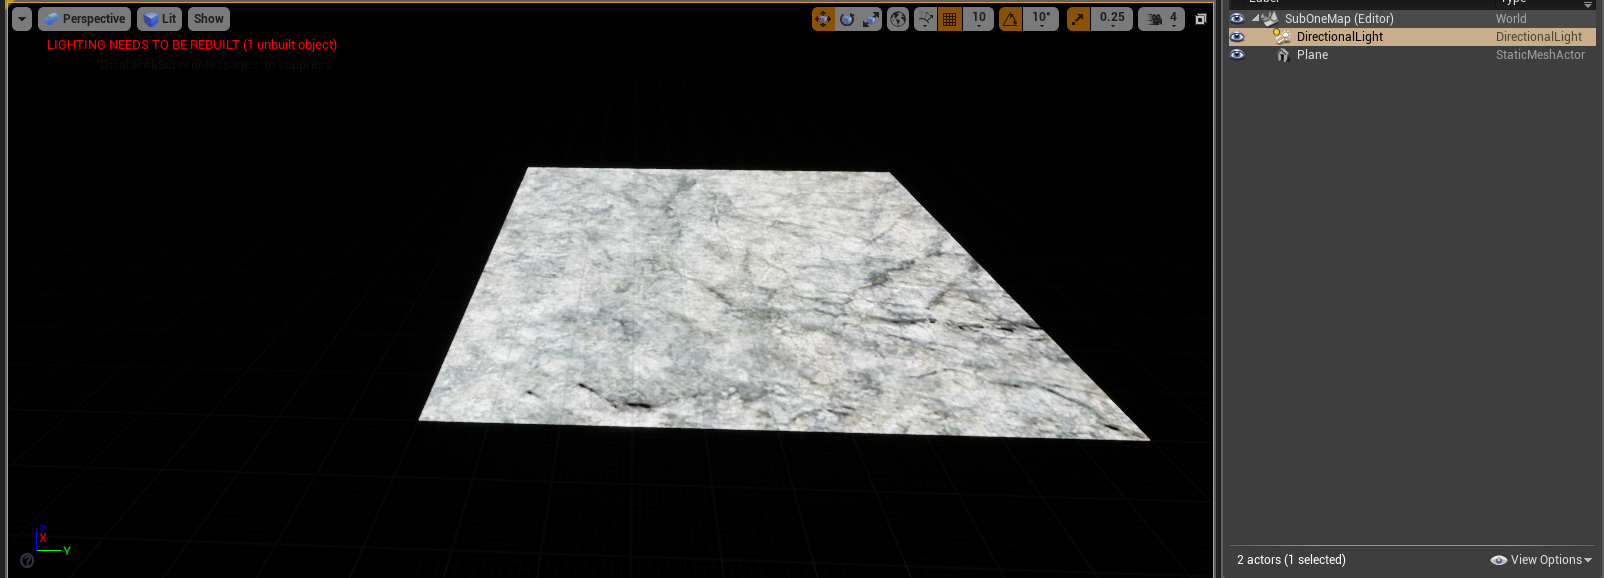 Perspective Lit Show 10 10° 0.25 4
LIGHTING NEEDS TO BE REBUILT (1 unbuilt object)
'DisableAllScreenMessages' to suppress
Z
X
Y
Label Type
SubOneMap (Editor) World
DirectionalLight DirectionalLight
Plane StaticMeshActor
2 actors (1 selected) View Options